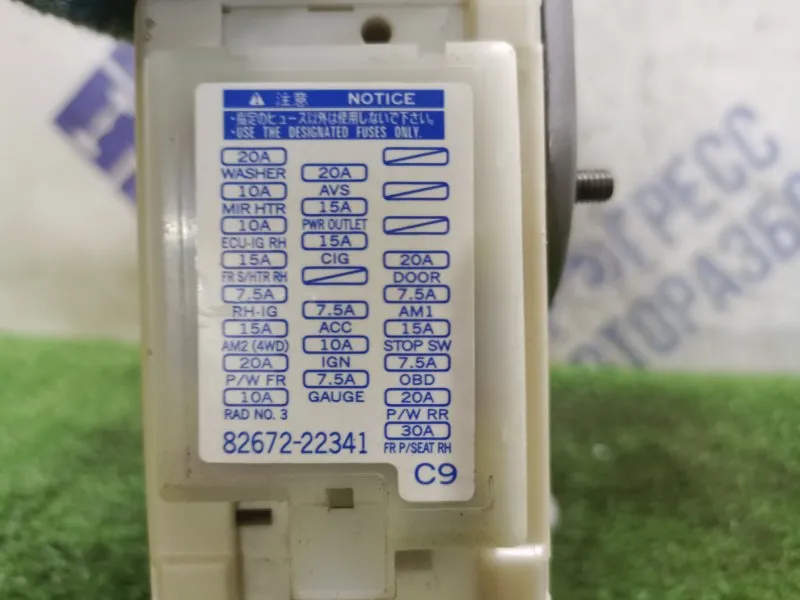 注意 NOTICE
・指定のヒューズ以外は使用しないで下さい。
・USE THE DESIGNATED FUSES ONLY.
20A
WASHER
10A
MIR HTR
10A
ECU-IG RH
15A
FR S/HTR RH
7.5A
RH-IG
15A
AM2 (4WD)
20A
P/W FR
10A
RAD NO. 3
20A
AVS
15A
PWR OUTLET
15A
CIG
7.5A
ACC
10A
IGN
7.5A
GAUGE
20A
DOOR
7.5A
AM1
15A
STOP SW
7.5A
OBD
20A
P/W RR
30A
FR P/SEAT RH
82672-22341
C9